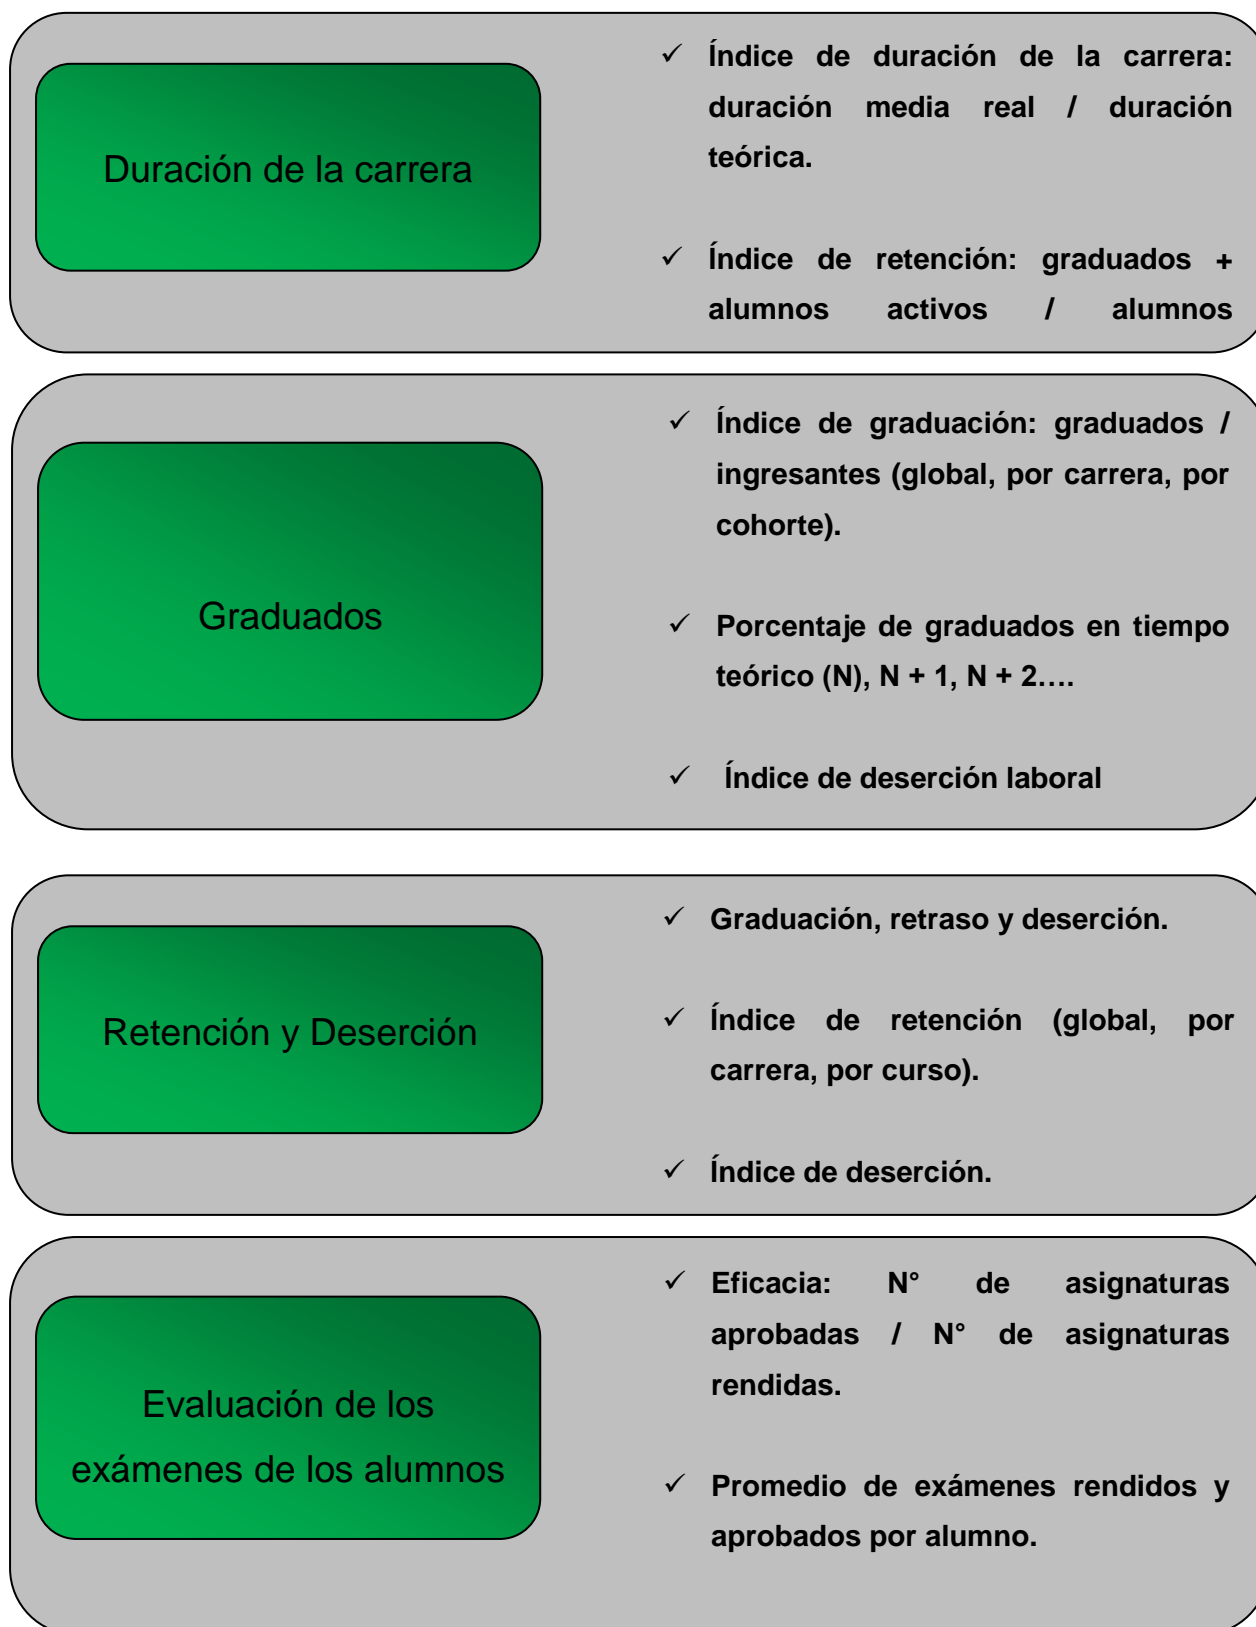 Duración de la carrera
✓ Índice de duración de la carrera:
duración media real / duración
teórica.
✓ Índice de retención: graduados +
alumnos activos / alumnos
Graduados
✓ Índice de graduación: graduados /
ingresantes (global, por carrera, por
cohorte).
✓ Porcentaje de graduados en tiempo
teórico (N), N + 1, N + 2….
✓ Índice de deserción laboral
Retención y Deserción
✓ Graduación, retraso y deserción.
✓ Índice de retención (global, por
carrera, por curso).
✓ Índice de deserción.
Evaluación de los
exámenes de los alumnos
✓ Eficacia: N° de asignaturas
aprobadas / N° de asignaturas
rendidas.
✓ Promedio de exámenes rendidos y
aprobados por alumno.